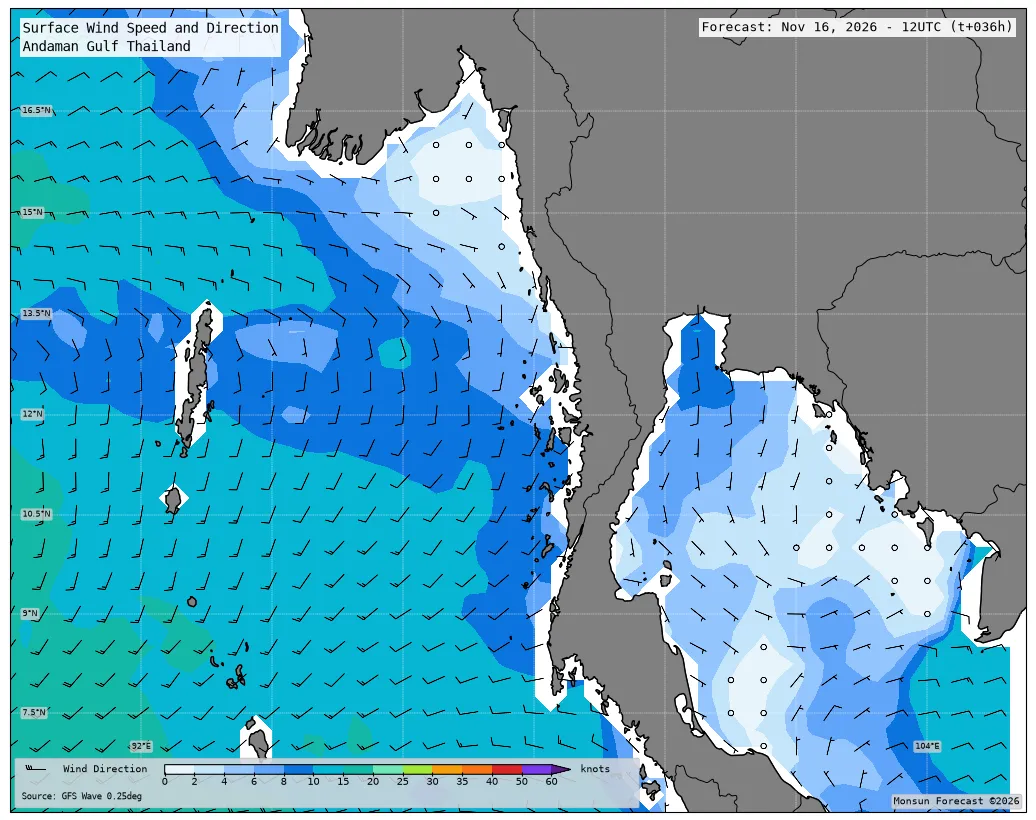 Surface Wind Speed and Direction
Andaman Gulf Thailand
Forecast: Nov 16, 2026 - 12UTC (t+036h)
16.5°N
15°N
13.5°N
12°N
10.5°N
9°N
7.5°N
92°E
104°E
Wind Direction
knots
0 2 4 6 8 10 15 20 25 30 35 40 50 60
Source: GFS Wave 0.25deg
Monsun Forecast ©2026